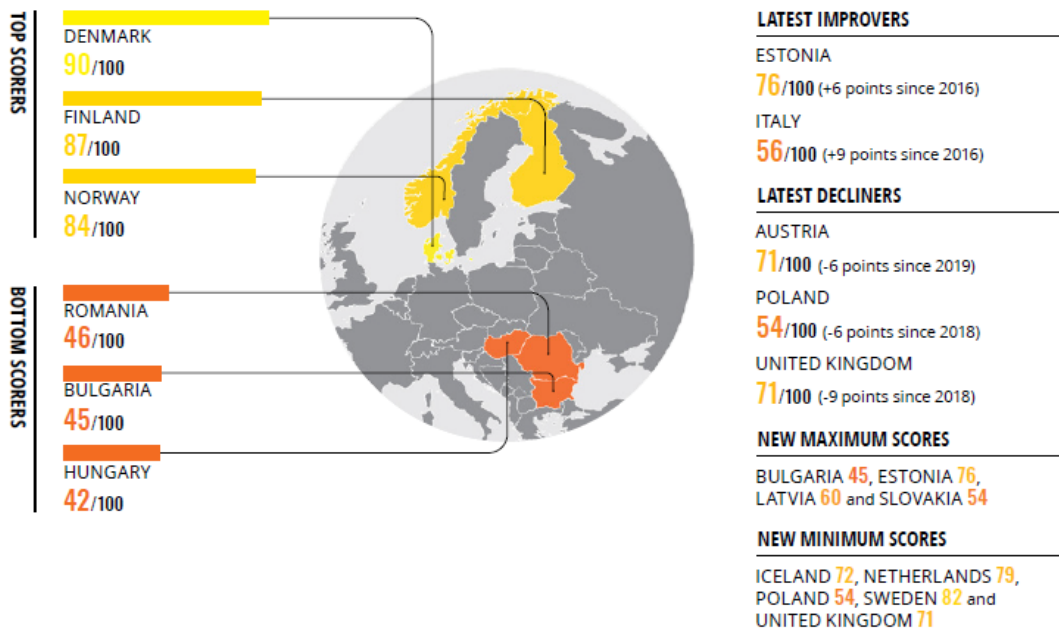 TOP SCORERS
DENMARK
90/100
FINLAND
87/100
NORWAY
84/100
BOTTOM SCORERS
ROMANIA
46/100
BULGARIA
45/100
HUNGARY
42/100
LATEST IMPROVERS
ESTONIA
76/100 (+6 points since 2016)
ITALY
56/100 (+9 points since 2016)
LATEST DECLINERS
AUSTRIA
71/100 (-6 points since 2019)
POLAND
54/100 (-6 points since 2018)
UNITED KINGDOM
71/100 (-9 points since 2018)
NEW MAXIMUM SCORES
BULGARIA 45, ESTONIA 76,
LATVIA 60 and SLOVAKIA 54
NEW MINIMUM SCORES
ICELAND 72, NETHERLANDS 79,
POLAND 54, SWEDEN 82 and
UNITED KINGDOM 71